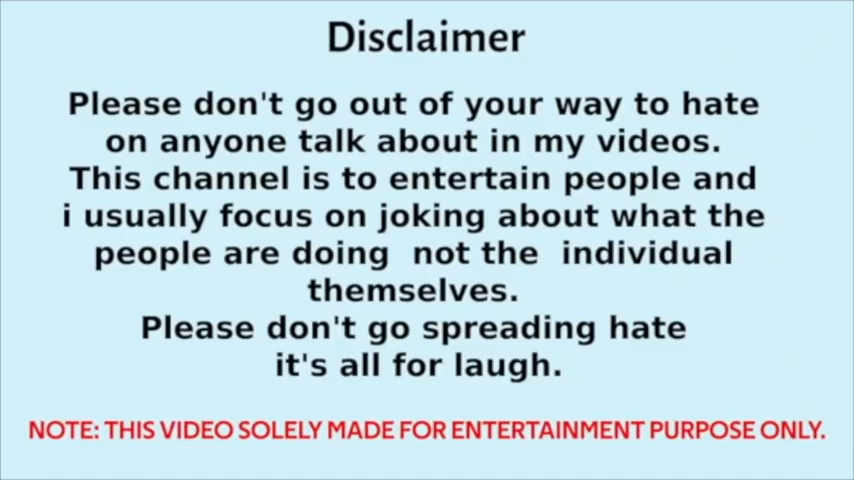 Disclaimer
Please don't go out of your way to hate
on anyone talk about in my videos.
This channel is to entertain people and
i usually focus on joking about what the
people are doing not the individual
themselves.
Please don't go spreading hate
it's all for laugh.
NOTE: THIS VIDEO SOLELY MADE FOR ENTERTAINMENT PURPOSE ONLY.